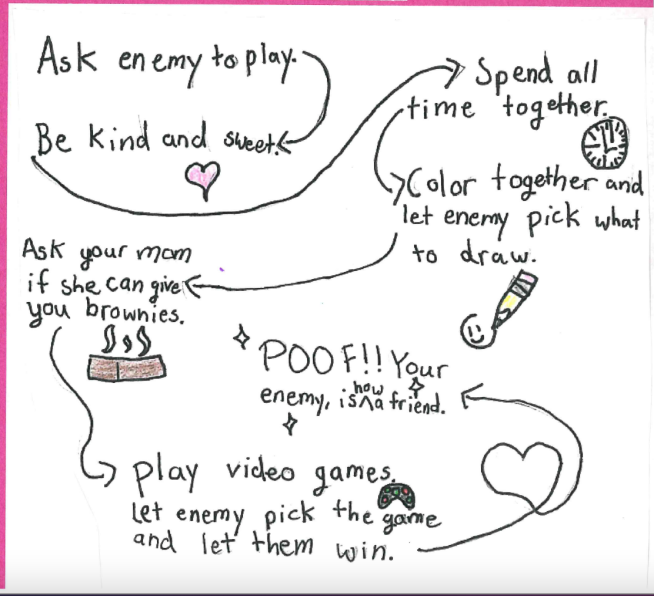 Ask enemy to play.
Be kind and sweet.
Spend all
time together.
Color together and
let enemy pick what
to draw.
Ask your mom
if she can give
you brownies.
play video games.
Let enemy pick the game
and let them win.
POOF!! Your
enemy, is how a friend.